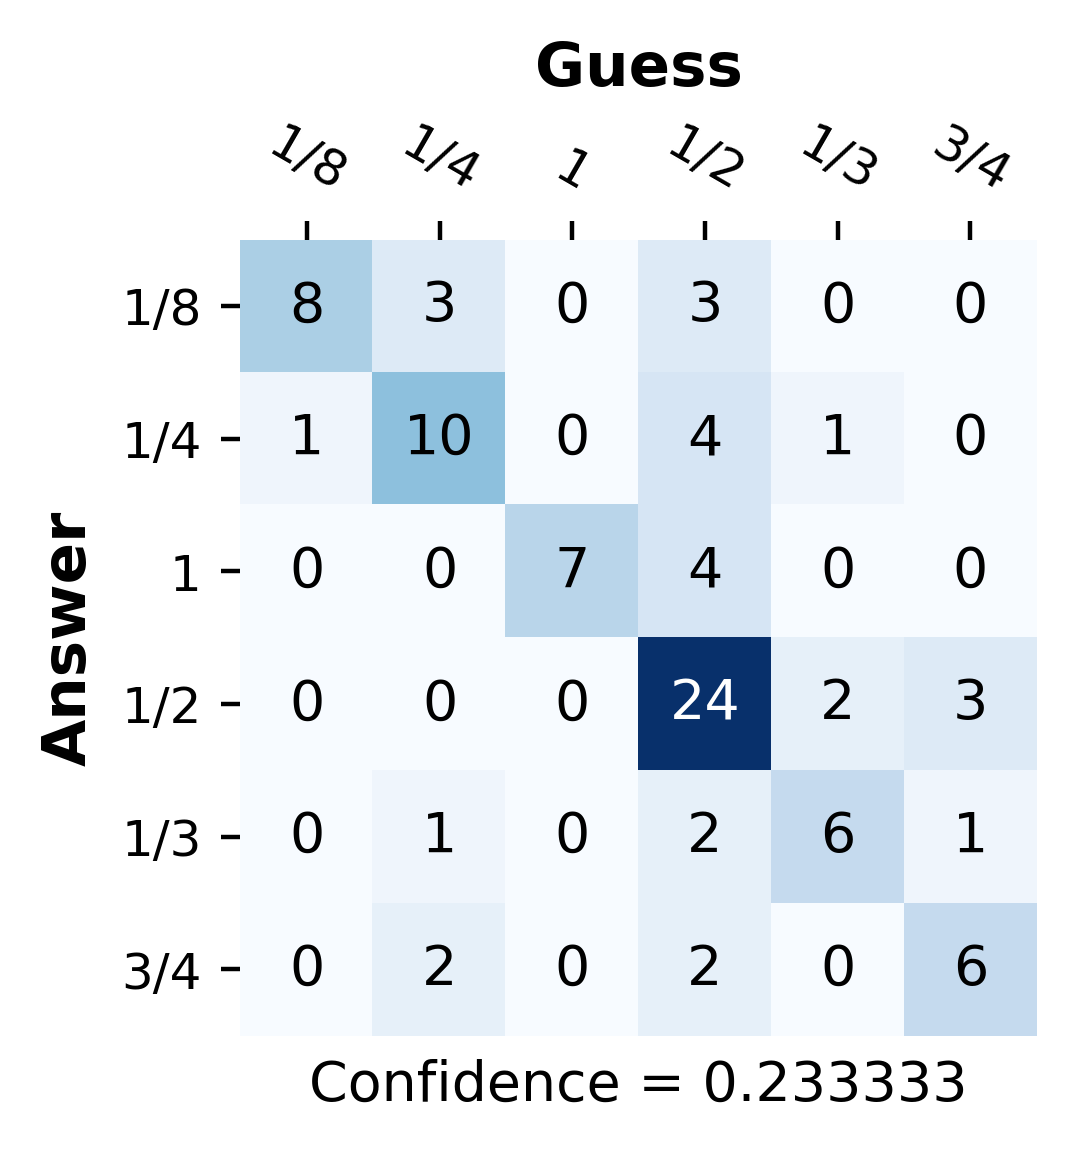 Guess
1/8 1/4 1 1/2 1/3 3/4
Answer
1/8 8 3 0 3 0 0
1/4 1 10 0 4 1 0
1 0 0 7 4 0 0
1/2 0 0 0 24 2 3
1/3 0 1 0 2 6 1
3/4 0 2 0 2 0 6
Confidence = 0.233333